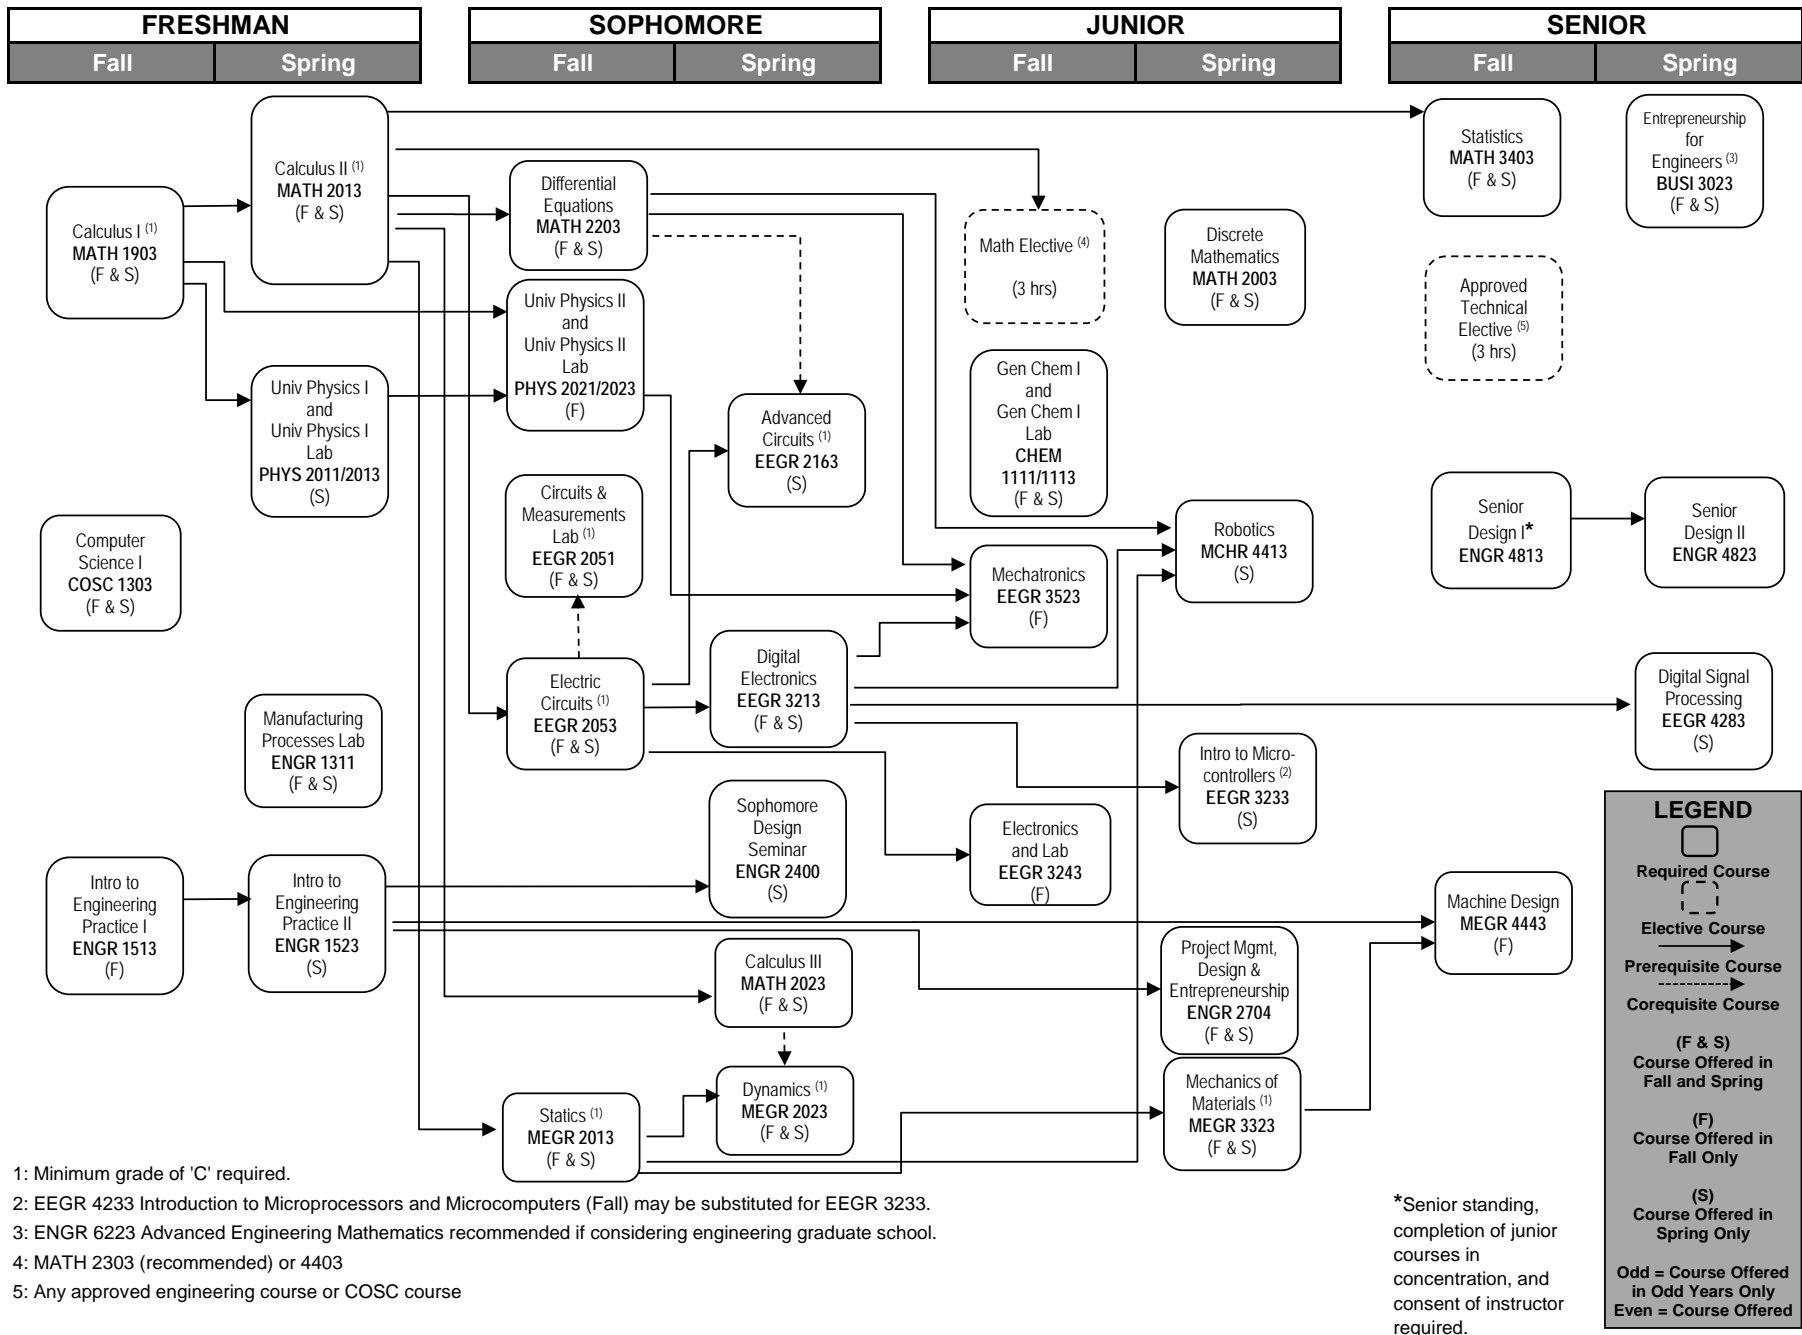 FRESHMAN
Fall
Spring
SOPHOMORE
Fall
Spring
JUNIOR
Fall
Spring
SENIOR
Fall
Spring
Calculus I (1)
MATH 1903
(F & S)
Computer
Science I
COSC 1303
(F & S)
Intro to
Engineering
Practice I
ENGR 1513
(F)
Calculus II (1)
MATH 2013
(F & S)
Univ Physics I
and
Univ Physics I
Lab
PHYS 2011/2013
(S)
Manufacturing
Processes Lab
ENGR 1311
(F & S)
Intro to
Engineering
Practice II
ENGR 1523
(S)
Differential
Equations
MATH 2203
(F & S)
Univ Physics II
and
Univ Physics II
Lab
PHYS 2021/2023
(F)
Circuits &
Measurements
Lab (1)
EEGR 2051
(F & S)
Electric
Circuits (1)
EEGR 2053
(F & S)
Statics (1)
MEGR 2013
(F & S)
Advanced
Circuits (1)
EEGR 2163
(S)
Digital
Electronics
EEGR 3213
(F & S)
Sophomore
Design
Seminar
ENGR 2400
(S)
Calculus III
MATH 2023
(F & S)
Dynamics (1)
MEGR 2023
(F & S)
Math Elective (4)
(3 hrs)
Gen Chem I
and
Gen Chem I
Lab
CHEM
1111/1113
(F & S)
Mechatronics
EEGR 3523
(F)
Electronics
and Lab
EEGR 3243
(F)
Discrete
Mathematics
MATH 2003
(F & S)
Robotics
MCHR 4413
(S)
Intro to Micro-
controllers (2)
EEGR 3233
(S)
Project Mgmt,
Design &
Entrepreneurship
ENGR 2704
(F & S)
Mechanics of
Materials (1)
MEGR 3323
(F & S)
Statistics
MATH 3403
(F & S)
Approved
Technical
Elective (5)
(3 hrs)
Senior
Design I*
ENGR 4813
Machine Design
MEGR 4443
(F)
Entrepreneurship
for
Engineers (3)
BUSI 3023
(F & S)
Senior
Design II
ENGR 4823
Digital Signal
Processing
EEGR 4283
(S)
LEGEND
Required Course
Elective Course
Prerequisite Course
Corequisite Course
(F & S)
Course Offered in
Fall and Spring
(F)
Course Offered in
Fall Only
(S)
Course Offered in
Spring Only
Odd = Course Offered
in Odd Years Only
Even = Course Offered
1: Minimum grade of 'C' required.
2: EEGR 4233 Introduction to Microprocessors and Microcomputers (Fall) may be substituted for EEGR 3233.
3: ENGR 6223 Advanced Engineering Mathematics recommended if considering engineering graduate school.
4: MATH 2303 (recommended) or 4403
5: Any approved engineering course or COSC course
*Senior standing,
completion of junior
courses in
concentration, and
consent of instructor
required.